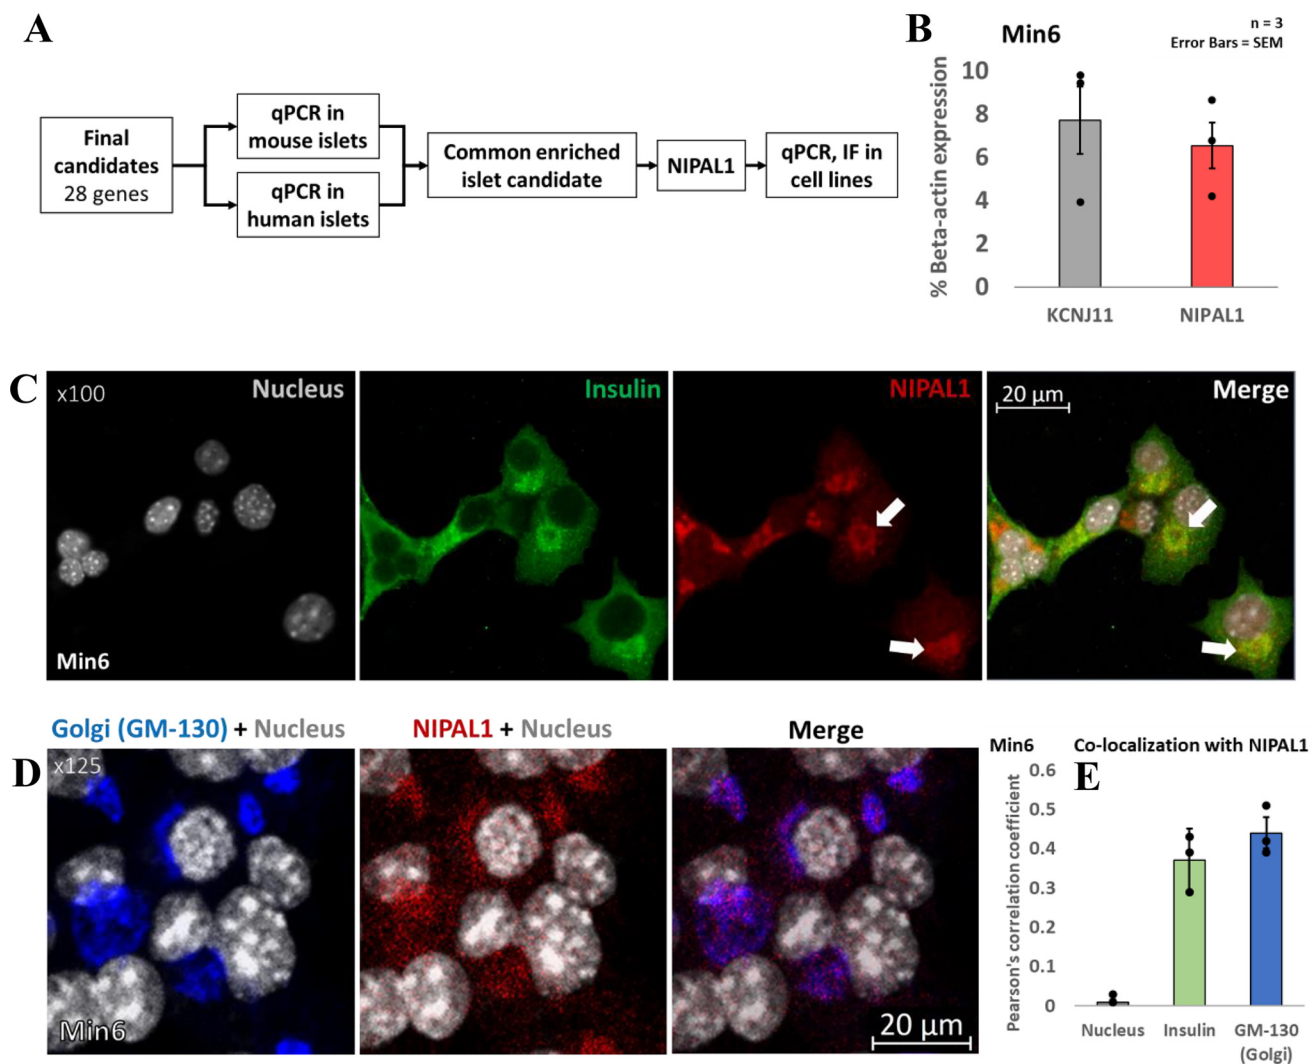 A
Final
candidates
28 genes
qPCR in
mouse islets
qPCR in
human islets
Common enriched
islet candidate
NIPAL1
qPCR, IF in
cell lines
B
Min6
n = 3
Error Bars = SEM
% Beta-actin expression
10
8
6
4
2
0
KCNJ11
NIPAL1
C
x100
Nucleus
Min6
Insulin
NIPAL1
20 µm
Merge
D
Golgi (GM-130) + Nucleus
NIPAL1 + Nucleus
Merge
x125
Min6
20 µm
Min6
Co-localization with NIPAL1
E
Pearson's correlation coefficient
0.6
0.5
0.4
0.3
0.2
0.1
0
Nucleus
Insulin
GM-130
(Golgi)